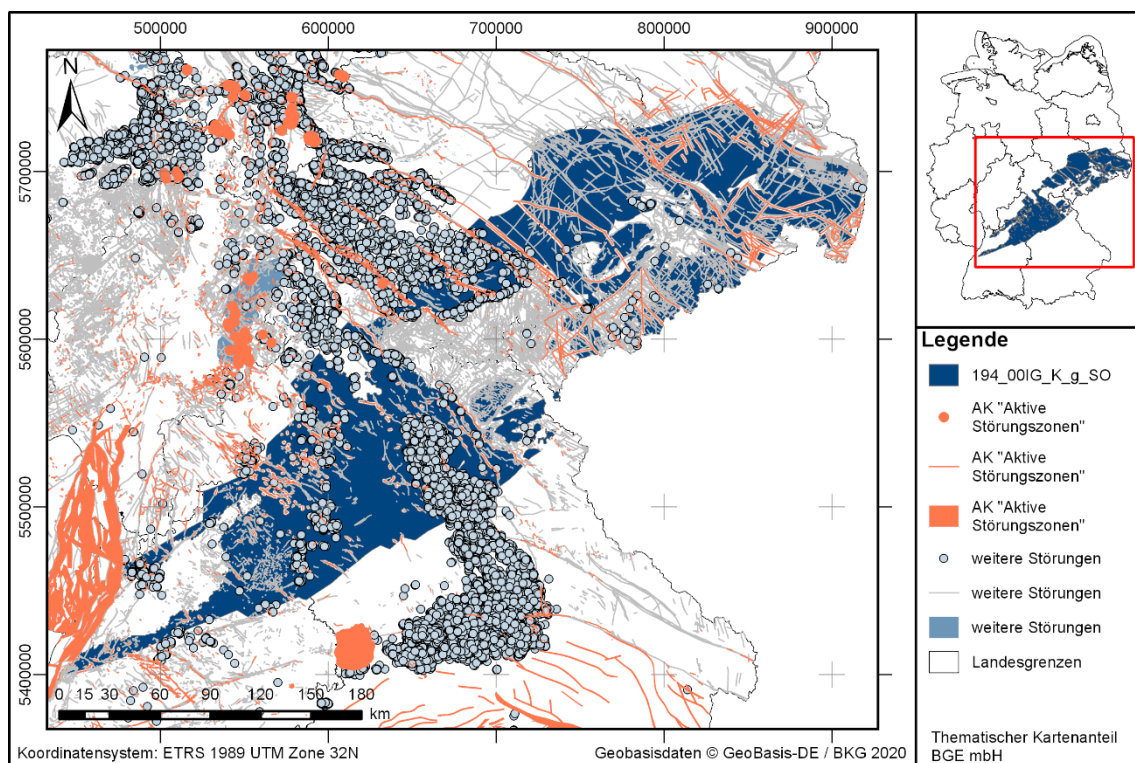 500000 600000 700000 800000 900000
N
5700000
5600000
5500000
5400000
0 15 30 60 90 120 150 180
km
Koordinatensystem: ETRS 1989 UTM Zone 32N
Geobasisdaten © GeoBasis-DE / BKG 2020
Legende
194_00IG_K_g_SO
AK "Aktive
Störungszonen"
AK "Aktive
Störungszonen"
AK "Aktive
Störungszonen"
weitere Störungen
weitere Störungen
weitere Störungen
Landesgrenzen
Thematischer Kartenanteil
BGE mbH